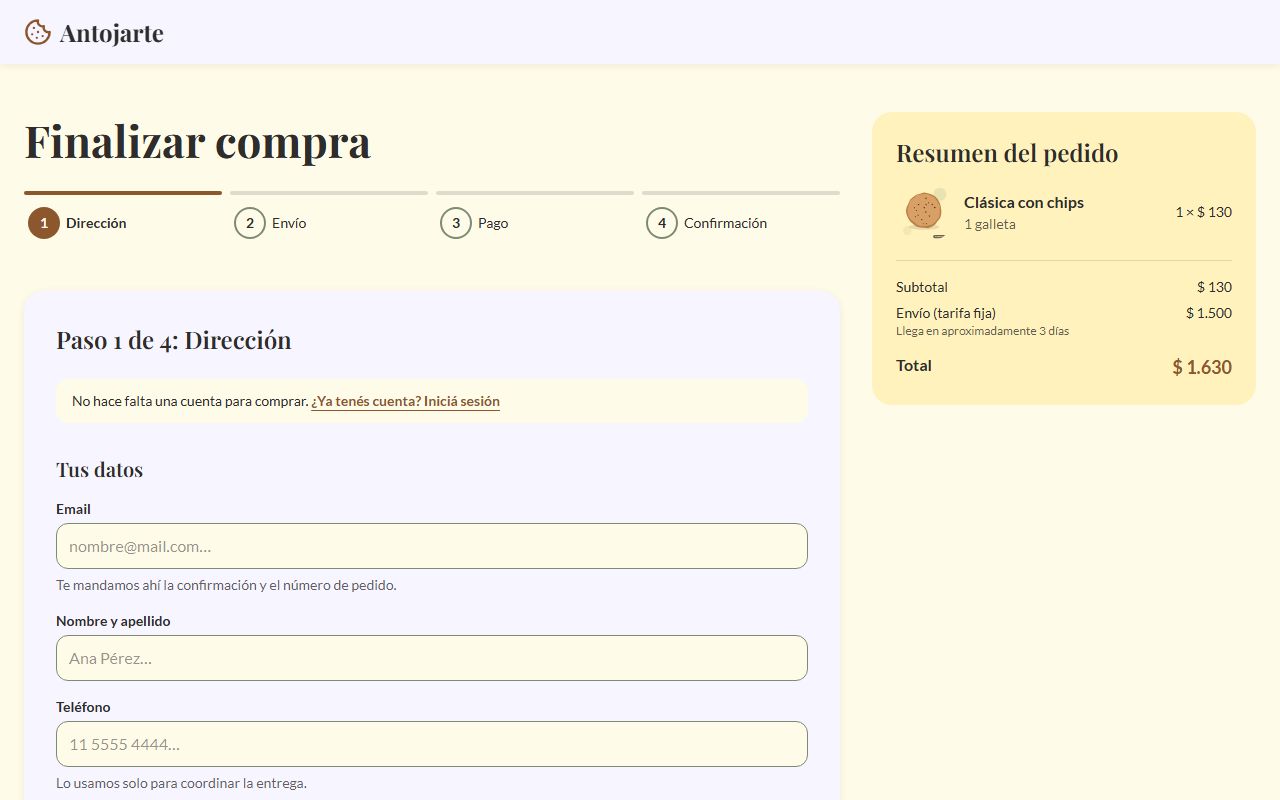 Antojarte
Finalizar compra
1 Dirección
2 Envío
3 Pago
4 Confirmación
Paso 1 de 4: Dirección
No hace falta una cuenta para comprar. ¿Ya tenés cuenta? Iniciá sesión
Tus datos
Email
nombre@mail.com...
Te mandamos ahí la confirmación y el número de pedido.
Nombre y apellido
Ana Pérez...
Teléfono
11 5555 4444...
Lo usamos solo para coordinar la entrega.
Resumen del pedido
Clásica con chips
1 galleta
1 × $ 130
Subtotal $ 130
Envío (tarifa fija) $ 1.500
Llega en aproximadamente 3 días
Total $ 1.630